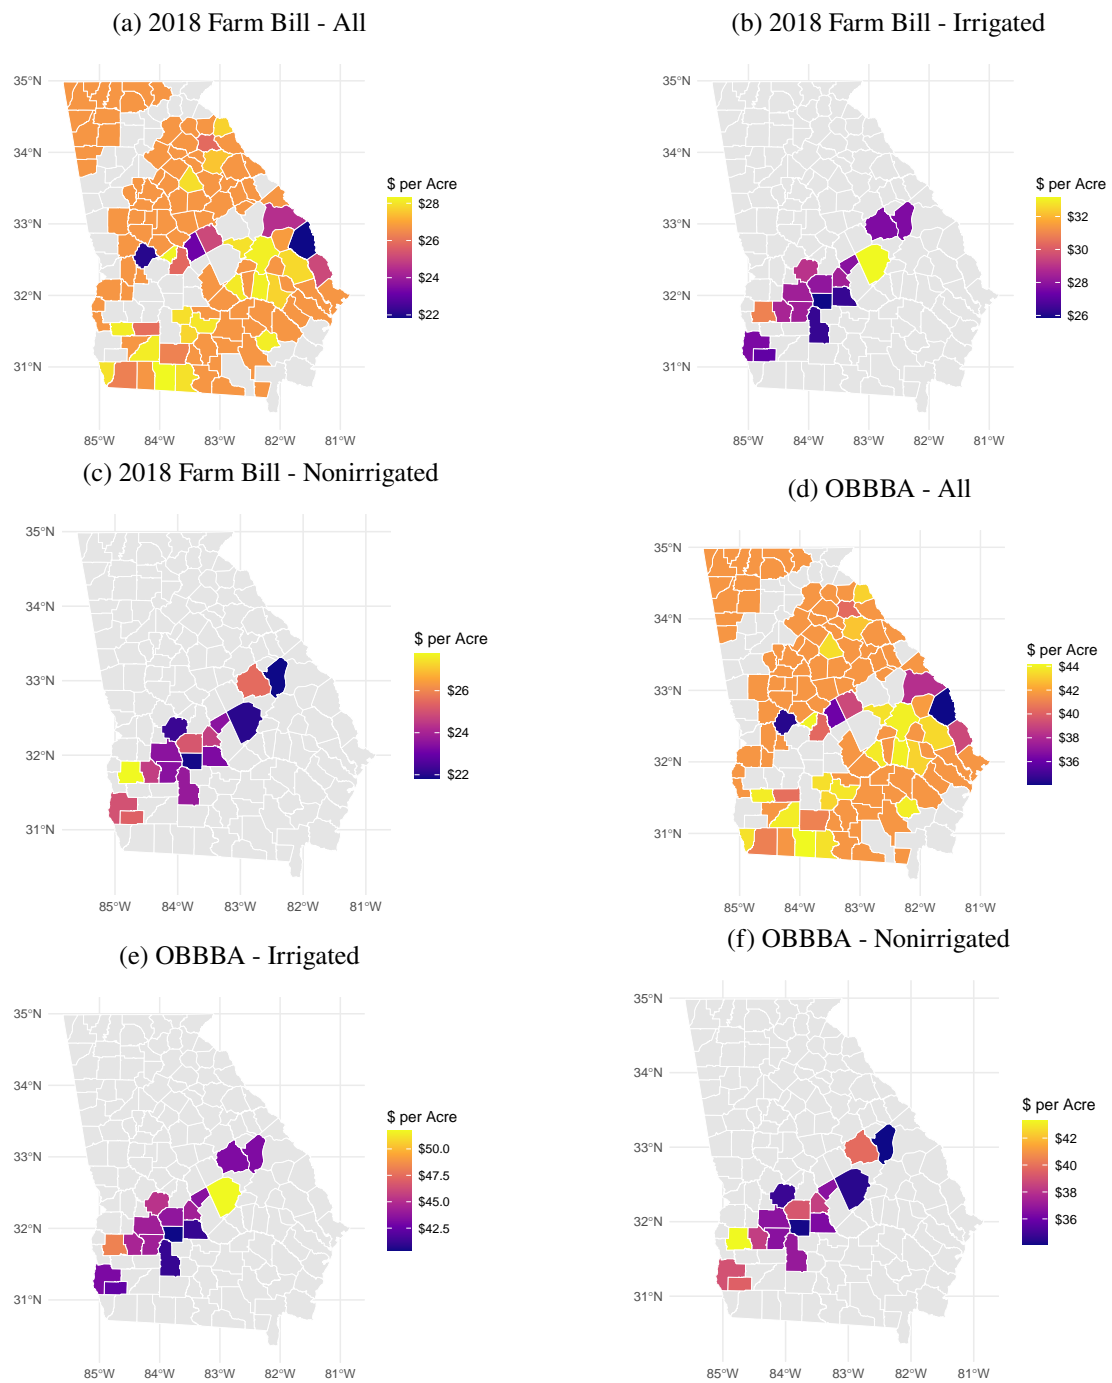 (a) 2018 Farm Bill - All
35°N
34°N
33°N
32°N
31°N
85°W 84°W 83°W 82°W 81°W
$ per Acre
$28
$26
$24
$22
(b) 2018 Farm Bill - Irrigated
35°N
34°N
33°N
32°N
31°N
85°W 84°W 83°W 82°W 81°W
$ per Acre
$32
$30
$28
$26
(c) 2018 Farm Bill - Nonirrigated
35°N
34°N
33°N
32°N
31°N
85°W 84°W 83°W 82°W 81°W
$ per Acre
$26
$24
$22
(d) OBBBA - All
35°N
34°N
33°N
32°N
31°N
85°W 84°W 83°W 82°W 81°W
$ per Acre
$44
$42
$40
$38
$36
(e) OBBBA - Irrigated
35°N
34°N
33°N
32°N
31°N
85°W 84°W 83°W 82°W 81°W
$ per Acre
$50.0
$47.5
$45.0
$42.5
(f) OBBBA - Nonirrigated
35°N
34°N
33°N
32°N
31°N
85°W 84°W 83°W 82°W 81°W
$ per Acre
$42
$40
$38
$36